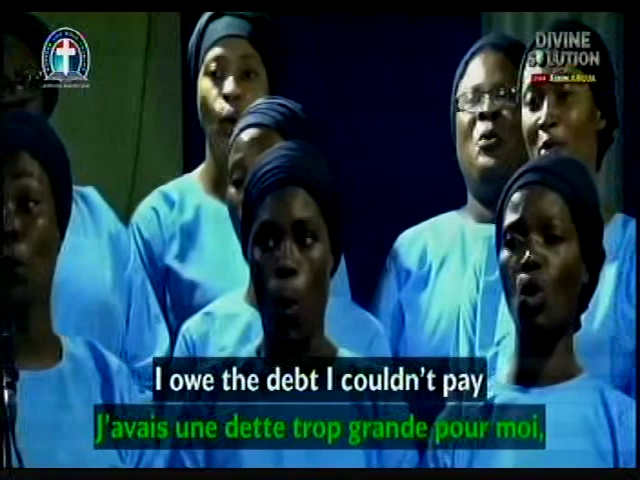 DIVINE
SOLUTION
I owe the debt I couldn't pay
J'avais une dette trop grande pour moi,